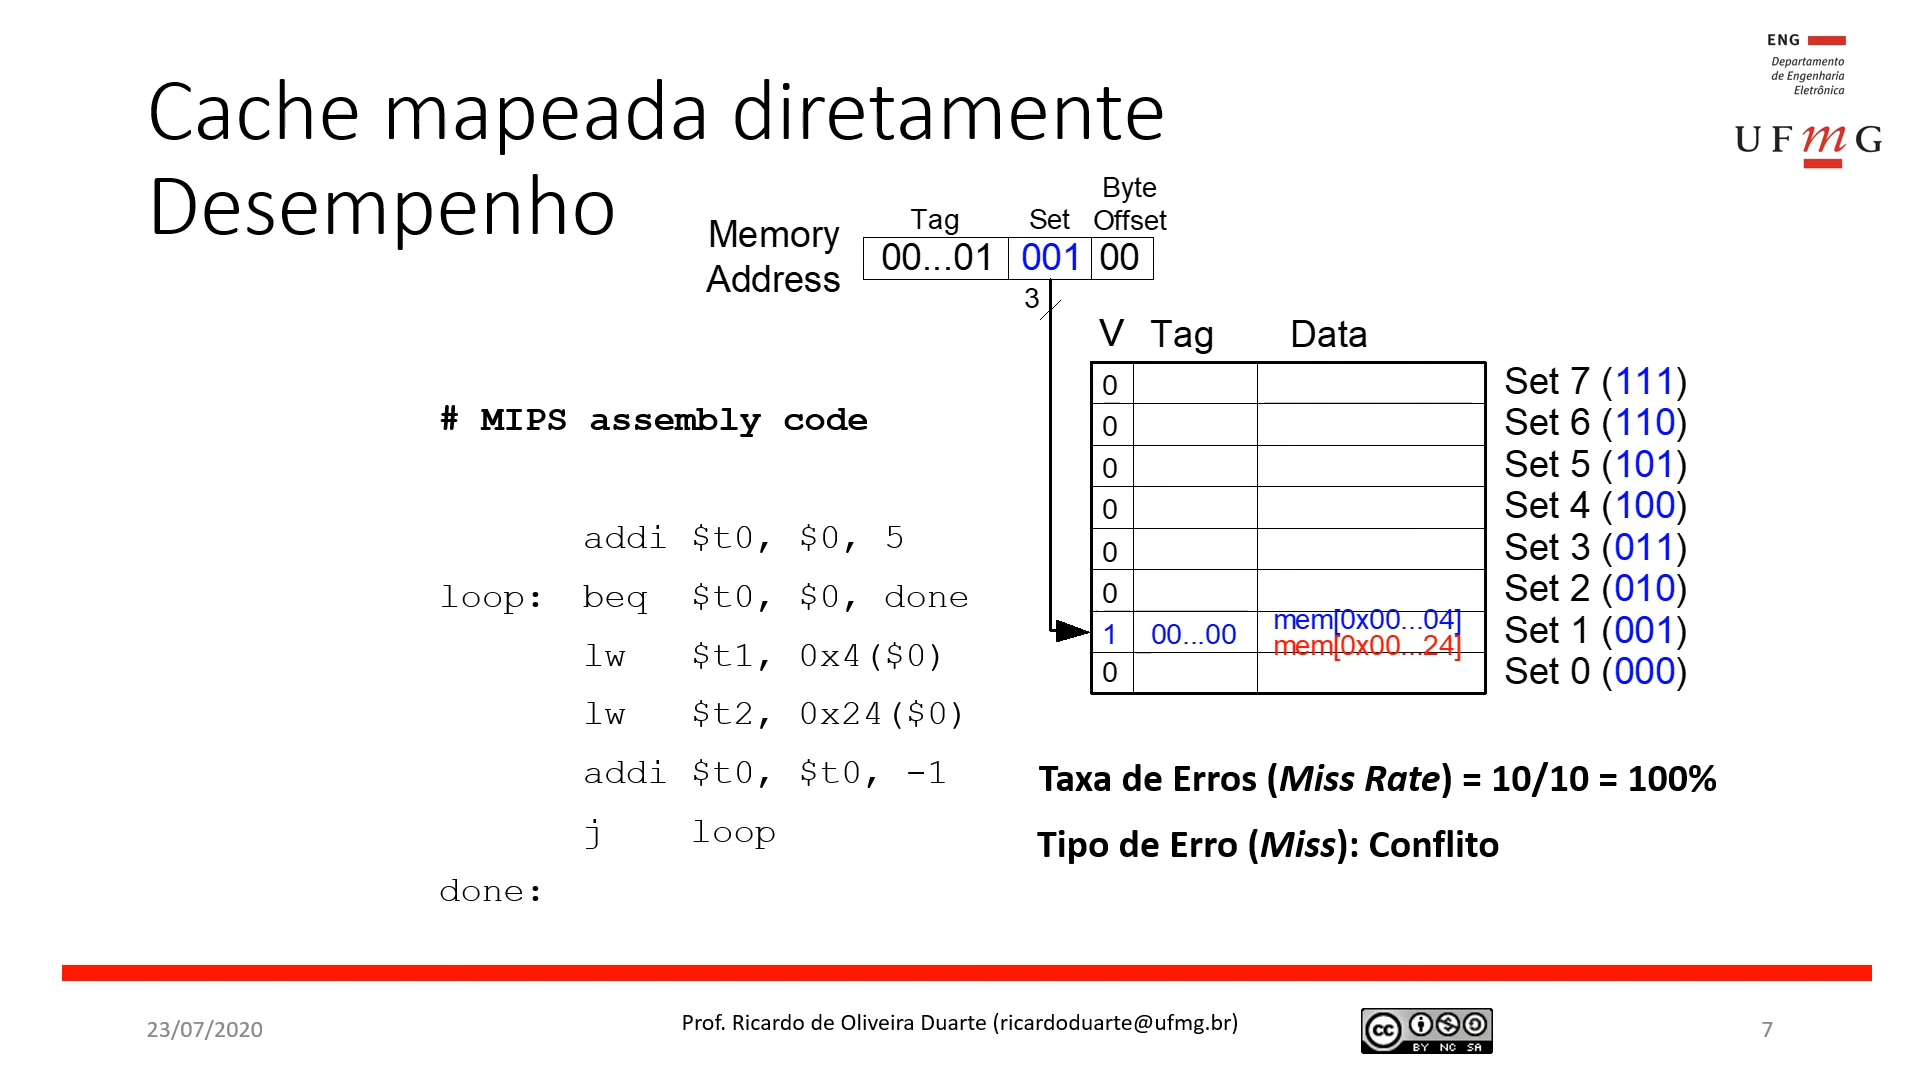 ENG
Departamento
de Engenharia
Eletrônica
UFmG
Cache mapeada diretamente
Desempenho
Memory
Address
Tag
Set
Byte
Offset
00...01 001 00
3
V Tag Data
0 Set 7 (111)
0 Set 6 (110)
0 Set 5 (101)
0 Set 4 (100)
0 Set 3 (011)
0 Set 2 (010)
1 00...00 mem[0x00...04] Set 1 (001)
mem[0x00...24]
0 Set 0 (000)
# MIPS assembly code
addi $t0, $0, 5
loop: beq $t0, $0, done
lw $t1, 0x4($0)
lw $t2, 0x24($0)
addi $t0, $t0, -1
j loop
done:
Taxa de Erros (Miss Rate) = 10/10 = 100%
Tipo de Erro (Miss): Conflito
23/07/2020
Prof. Ricardo de Oliveira Duarte (ricardoduarte@ufmg.br)
cc
BY NC SA
7